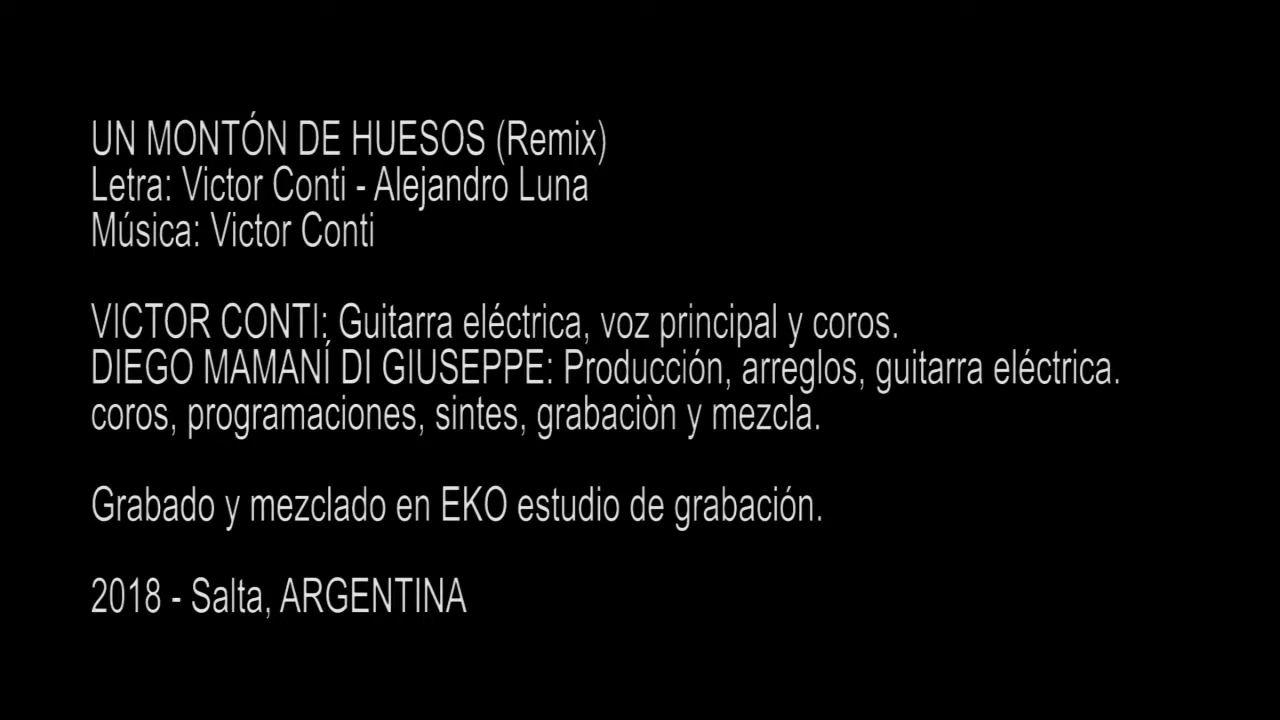 UN MONTÓN DE HUESOS (Remix)
Letra: Victor Conti - Alejandro Luna
Música: Victor Conti
VICTOR CONTI: Guitarra eléctrica, voz principal y coros.
DIEGO MAMANÍ DI GIUSEPPE: Producción, arreglos, guitarra eléctrica.
coros, programaciones, sintes, grabaciòn y mezcla.
Grabado y mezclado en EKO estudio de grabación.
2018 - Salta, ARGENTINA